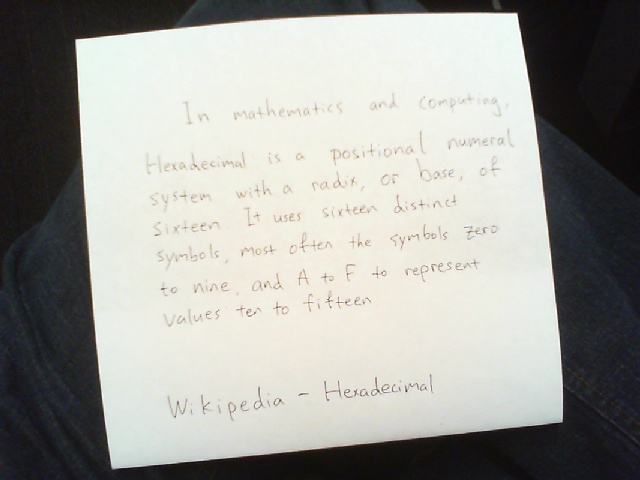 In mathematics and computing,
Hexadecimal is a positional numeral
system with a radix, or base, of
sixteen. It uses sixteen distinct
symbols, most often the symbols zero
to nine, and A to F to represent
values ten to fifteen
Wikipedia - Hexadecimal